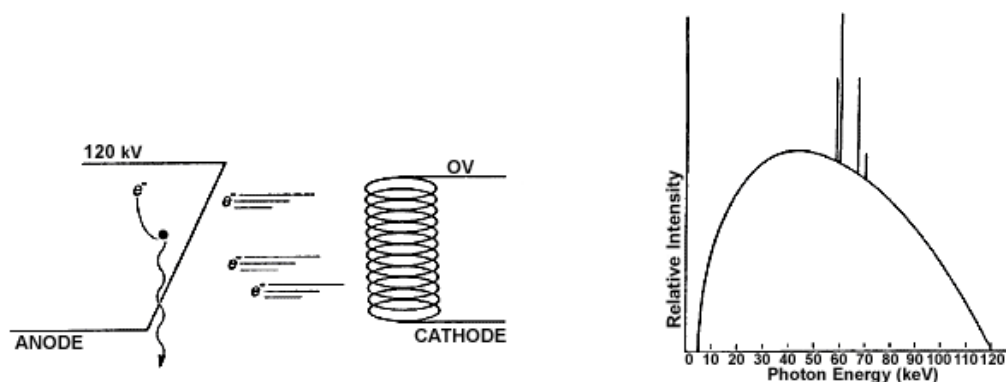 120 kV
OV
e-
e-
e-
e-
ANODE
CATHODE
Relative Intensity
0 10 20 30 40 50 60 70 80 90 100 110 120
Photon Energy (keV)